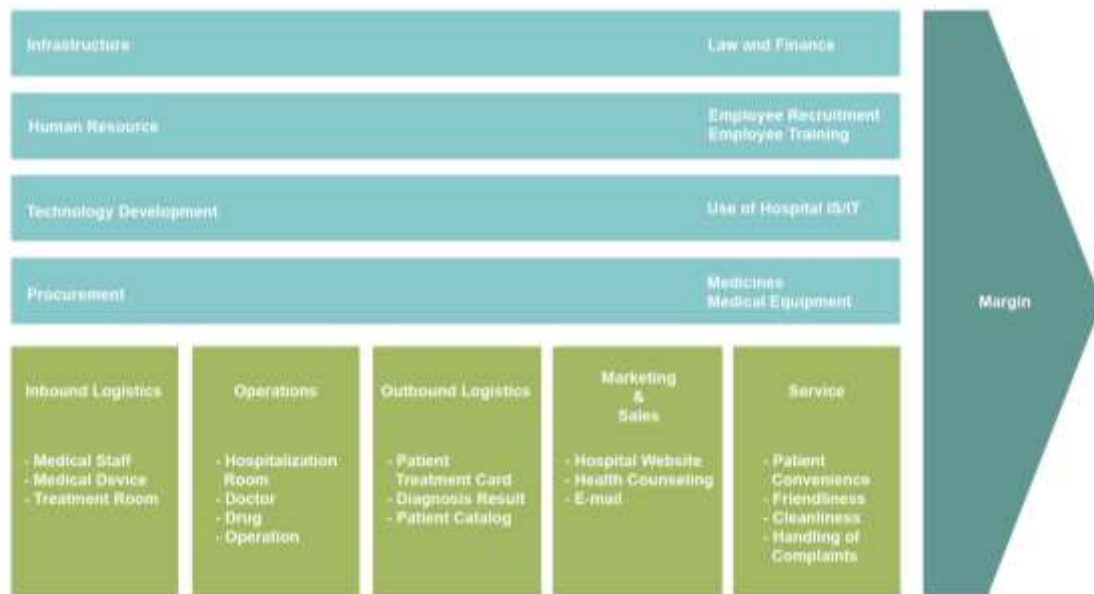 Infrastructure
Law and Finance
Human Resource
Employee Recruitment
Employee Training
Technology Development
Use of Hospital IS/IT
Procurement
Medicines
Medical Equipment
Margin
Inbound Logistics
- Medical Staff
- Medical Device
- Treatment Room
Operations
- Hospitalization
Room
- Doctor
- Drug
- Operation
Outbound Logistics
- Patient
Treatment Card
- Diagnosis Result
- Patient Catalog
Marketing
&
Sales
- Hospital Website
- Health Counseling
- E-mail
Service
- Patient
Convenience
- Friendliness
- Cleanliness
- Handling of
Complaints